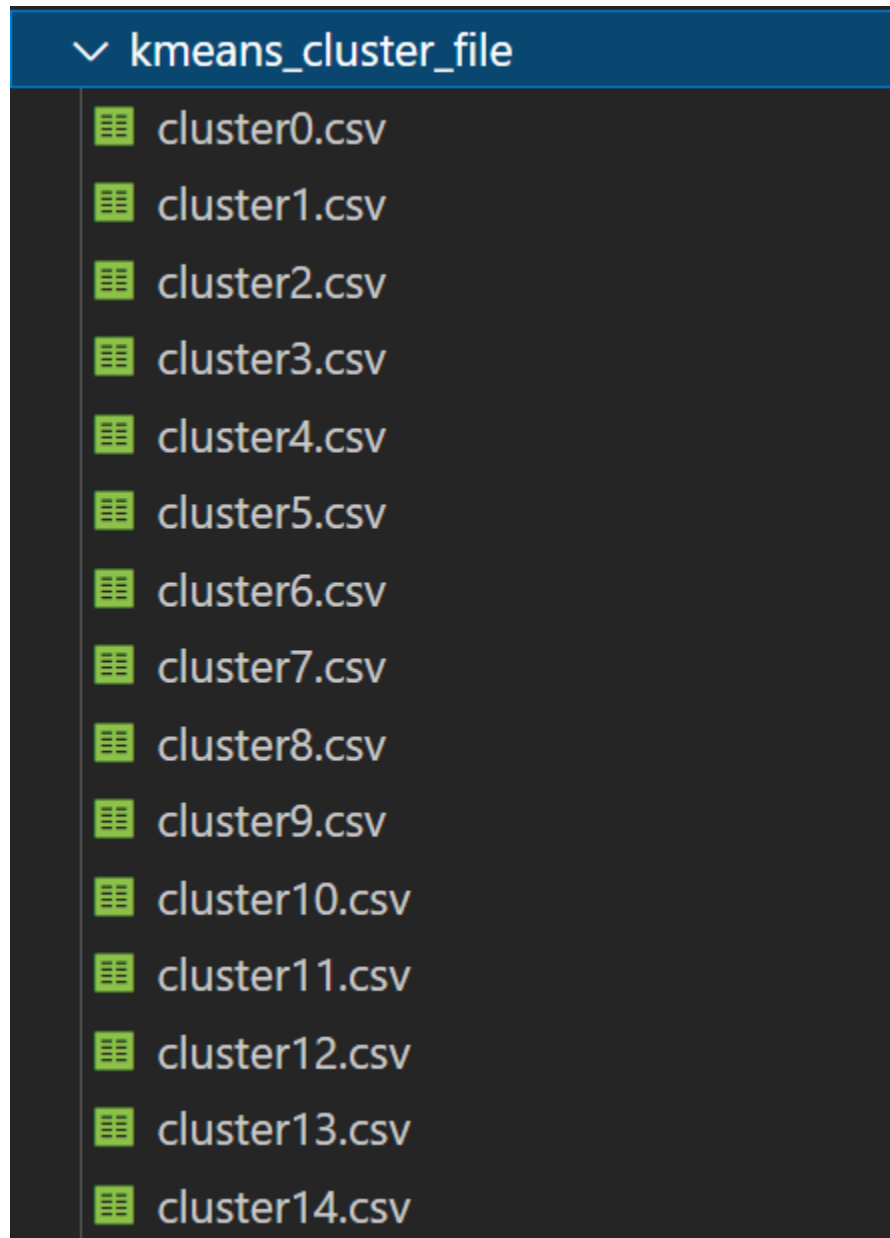 kmeans_cluster_file
cluster0.csv
cluster1.csv
cluster2.csv
cluster3.csv
cluster4.csv
cluster5.csv
cluster6.csv
cluster7.csv
cluster8.csv
cluster9.csv
cluster10.csv
cluster11.csv
cluster12.csv
cluster13.csv
cluster14.csv